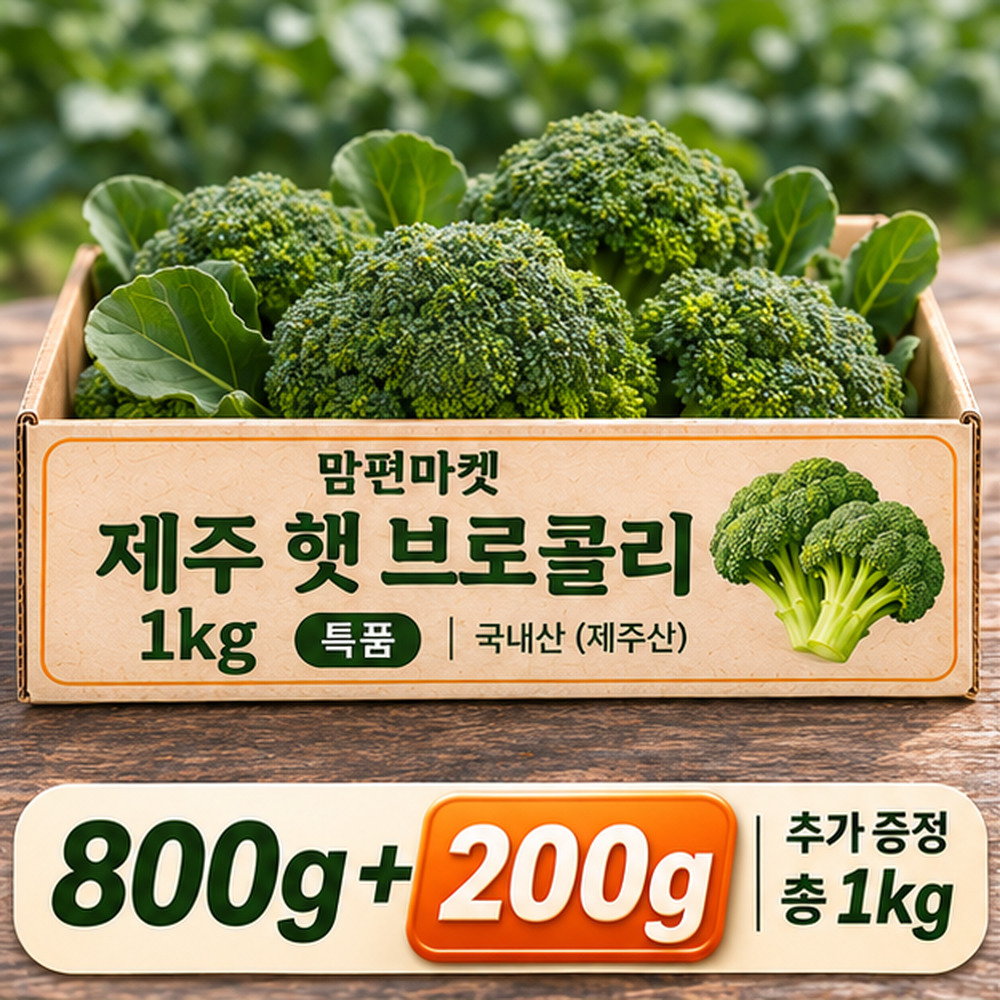 맘편마켓
제주 햇 브로콜리
1kg 특품 국내산 (제주산)
800g+200g
추가 증정
총 1kg